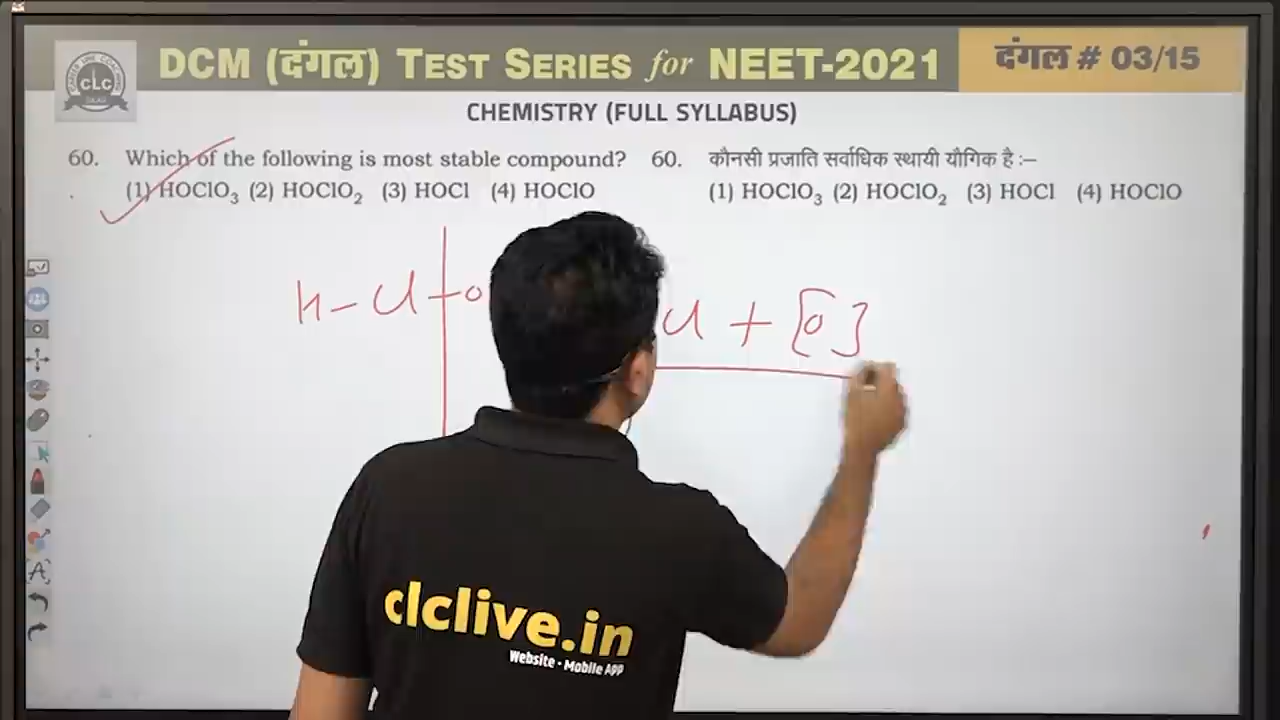 DCM (दंगल) TEST SERIES for NEET-2021
दंगल # 03/15
CLC
CHEMISTRY (FULL SYLLABUS)
60. Which of the following is most stable compound?
(1) HOClO₃ (2) HOClO₂ (3) HOCl (4) HOClO
60. कौनसी प्रजाति सर्वाधिक स्थायी यौगिक है :–
(1) HOClO₃ (2) HOClO₂ (3) HOCl (4) HOClO
H-Cl-O
Cl + [O]
clclive.in
Website · Mobile App